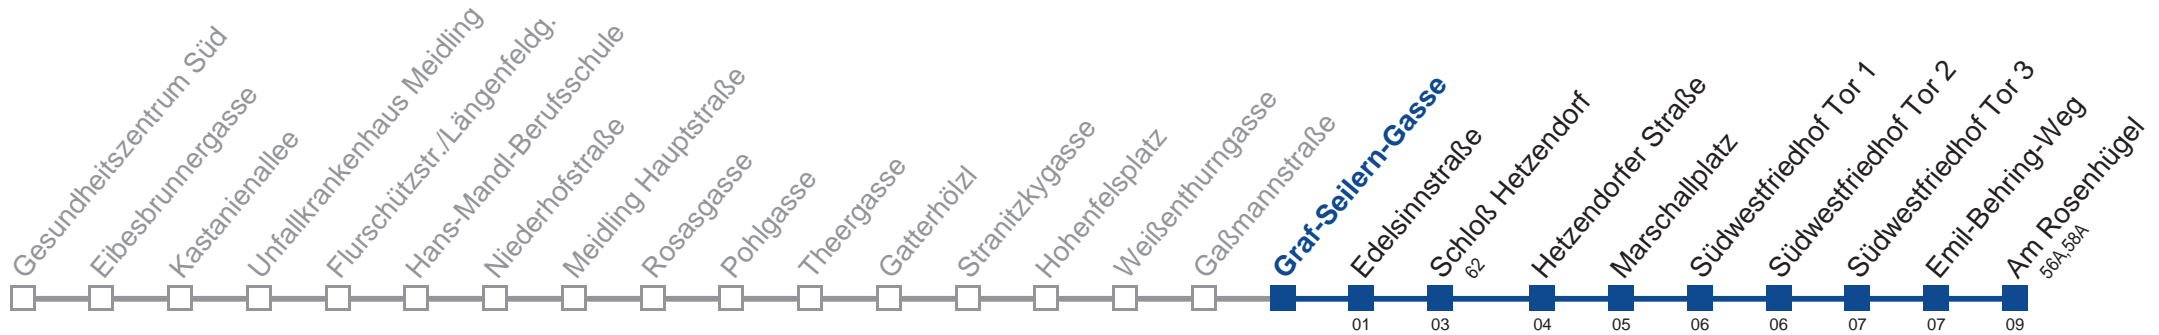 Gesundheitszentrum Süd
Eibesbrunnergasse
Kastanienallee
Unfallkrankenhaus Meidling
Flurschützstr./Längenfeldg.
Hans-Mandl-Berufsschule
Niederhofstraße
Meidling Hauptstraße
Rosasgasse
Pohlgasse
Theergasse
Gatterhölzl
Stranitzkygasse
Hohenfelsplatz
Weißenthurngasse
Gaßmannstraße
Graf-Seilern-Gasse
Edelsinnstraße
Schloß Hetzendorf
62
Hetzendorfer Straße
Marschallplatz
Südwestfriedhof Tor 1
Südwestfriedhof Tor 2
Südwestfriedhof Tor 3
Emil-Behring-Weg
Am Rosenhügel
56A,58A
01 03 04 05 06 06 07 07 09